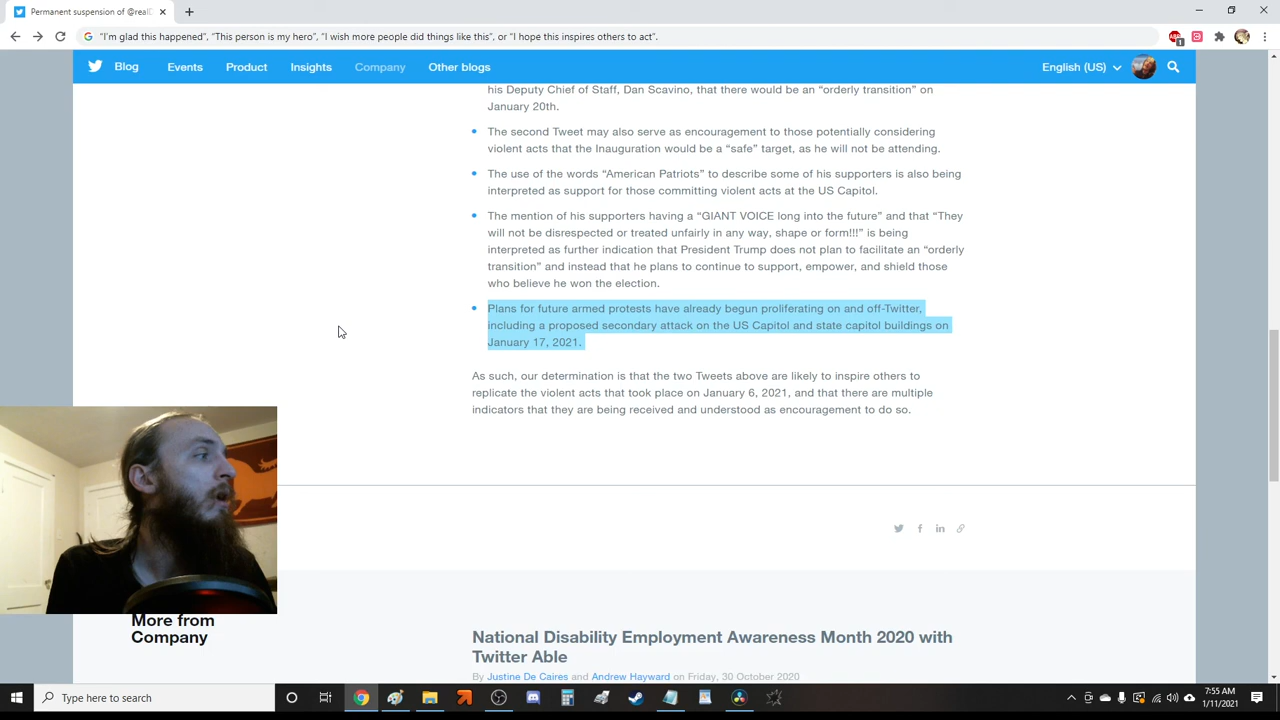 Permanent suspension of @real
"I'm glad this happened", "This person is my hero", "I wish more people did things like this", or "I hope this inspires others to act".
1
Blog Events Product Insights Company Other blogs English (US)
his Deputy Chief of Staff, Dan Scavino, that there would be an “orderly transition” on
January 20th.
The second Tweet may also serve as encouragement to those potentially considering
violent acts that the Inauguration would be a “safe” target, as he will not be attending.
The use of the words “American Patriots” to describe some of his supporters is also being
interpreted as support for those committing violent acts at the US Capitol.
The mention of his supporters having a “GIANT VOICE long into the future” and that “They
will not be disrespected or treated unfairly in any way, shape or form!!!” is being
interpreted as further indication that President Trump does not plan to facilitate an “orderly
transition” and instead that he plans to continue to support, empower, and shield those
who believe he won the election.
Plans for future armed protests have already begun proliferating on and off-Twitter,
including a proposed secondary attack on the US Capitol and state capitol buildings on
January 17, 2021.
As such, our determination is that the two Tweets above are likely to inspire others to
replicate the violent acts that took place on January 6, 2021, and that there are multiple
indicators that they are being received and understood as encouragement to do so.
More from
Company
National Disability Employment Awareness Month 2020 with
Twitter Able
By Justine De Caires and Andrew Hayward on Friday, 30 October 2020
Type here to search
7:55 AM
1/11/2021